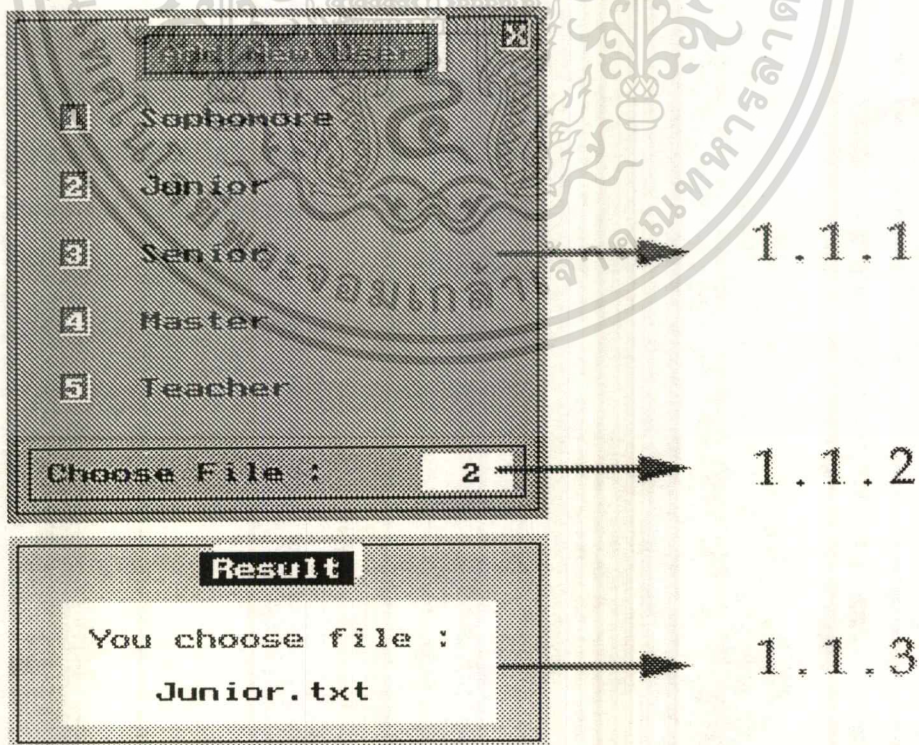 Add New User X
1 Sophomore
2 Junior
3 Senior
4 Master
5 Teacher
1.1.1
Choose File : 2
1.1.2
Result
You choose file :
Junior.txt
1.1.3